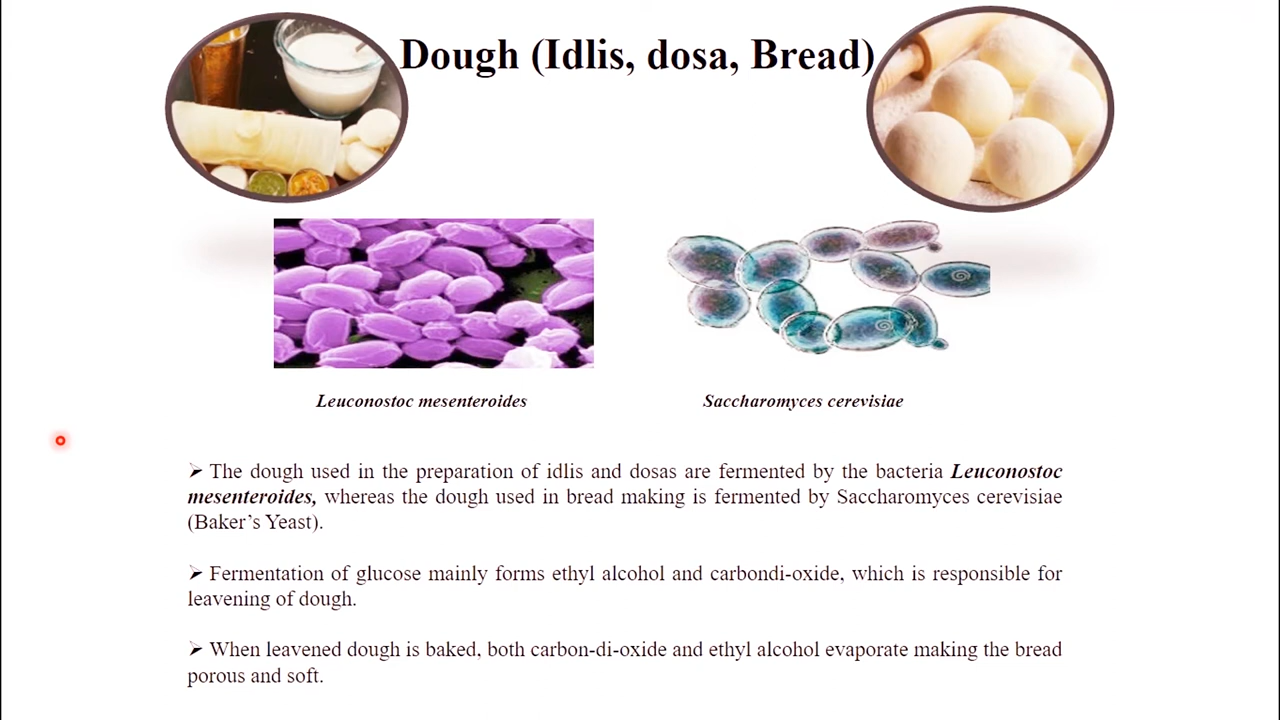 Dough (Idlis, dosa, Bread)
Leuconostoc mesenteroides
Saccharomyces cerevisiae
➢ The dough used in the preparation of idlis and dosas are fermented by the bacteria Leuconostoc
mesenteroides, whereas the dough used in bread making is fermented by Saccharomyces cerevisiae
(Baker’s Yeast).
➢ Fermentation of glucose mainly forms ethyl alcohol and carbondi-oxide, which is responsible for
leavening of dough.
➢ When leavened dough is baked, both carbon-di-oxide and ethyl alcohol evaporate making the bread
porous and soft.